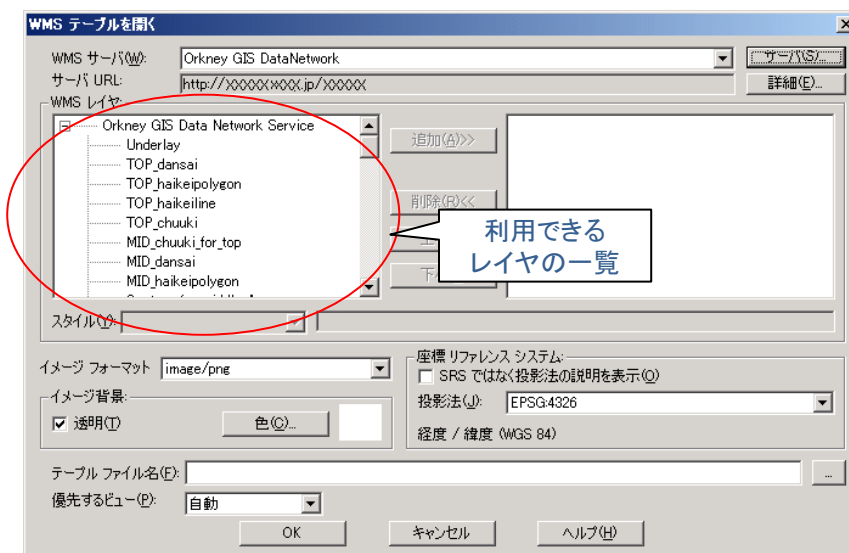 WMS テーブルを開く
WMS サーバ(W): Orkney GIS DataNetwork サーバ(S)...
サーバ URL: http://XXXXX.XXX.jp/XXXXX 詳細(E)...
WMS レイヤ:
Orkney GIS Data Network Service
Underlay
TOP_dansai
TOP_haikeipolygon
TOP_haikeiline
TOP_chuuki
MID_chuuki_for_top
MID_dansai
MID_haikeipolygon
追加(A)>>
削除(R)<<
利用できる
レイヤの一覧
スタイル(Y):
イメージ フォーマット image/png
イメージ背景:
透明(T) 色(C)...
座標 リファレンス システム:
SRS ではなく投影法の説明を表示(O)
投影法(J): EPSG:4326
経度 / 緯度 (WGS 84)
テーブル ファイル名(F): ...
優先するビュー(P): 自動
OK キャンセル ヘルプ(H)